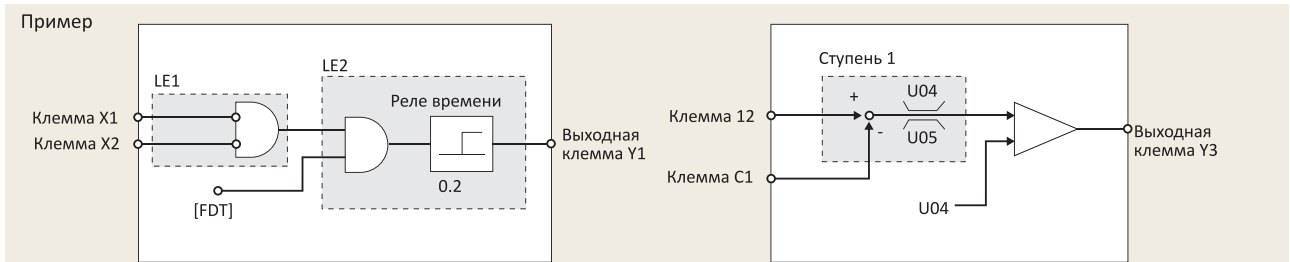 Пример
LE1
LE2
Реле времени
Клемма X1
Клемма X2
Выходная
клемма Y1
0.2
[FDT]
Ступень 1
U04
Клемма 12
+
-
U05
Выходная
клемма Y3
Клемма C1
U04